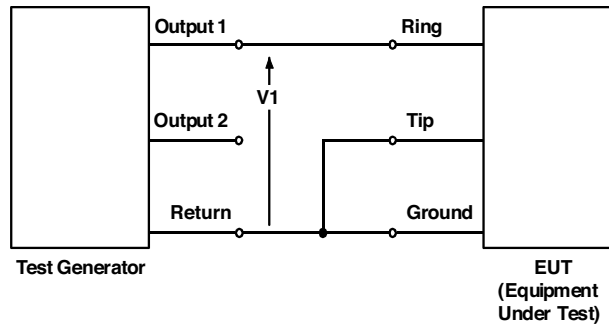 Output 1
Ring
V1
Output 2
Tip
Return
Ground
Test Generator
EUT
(Equipment
Under Test)